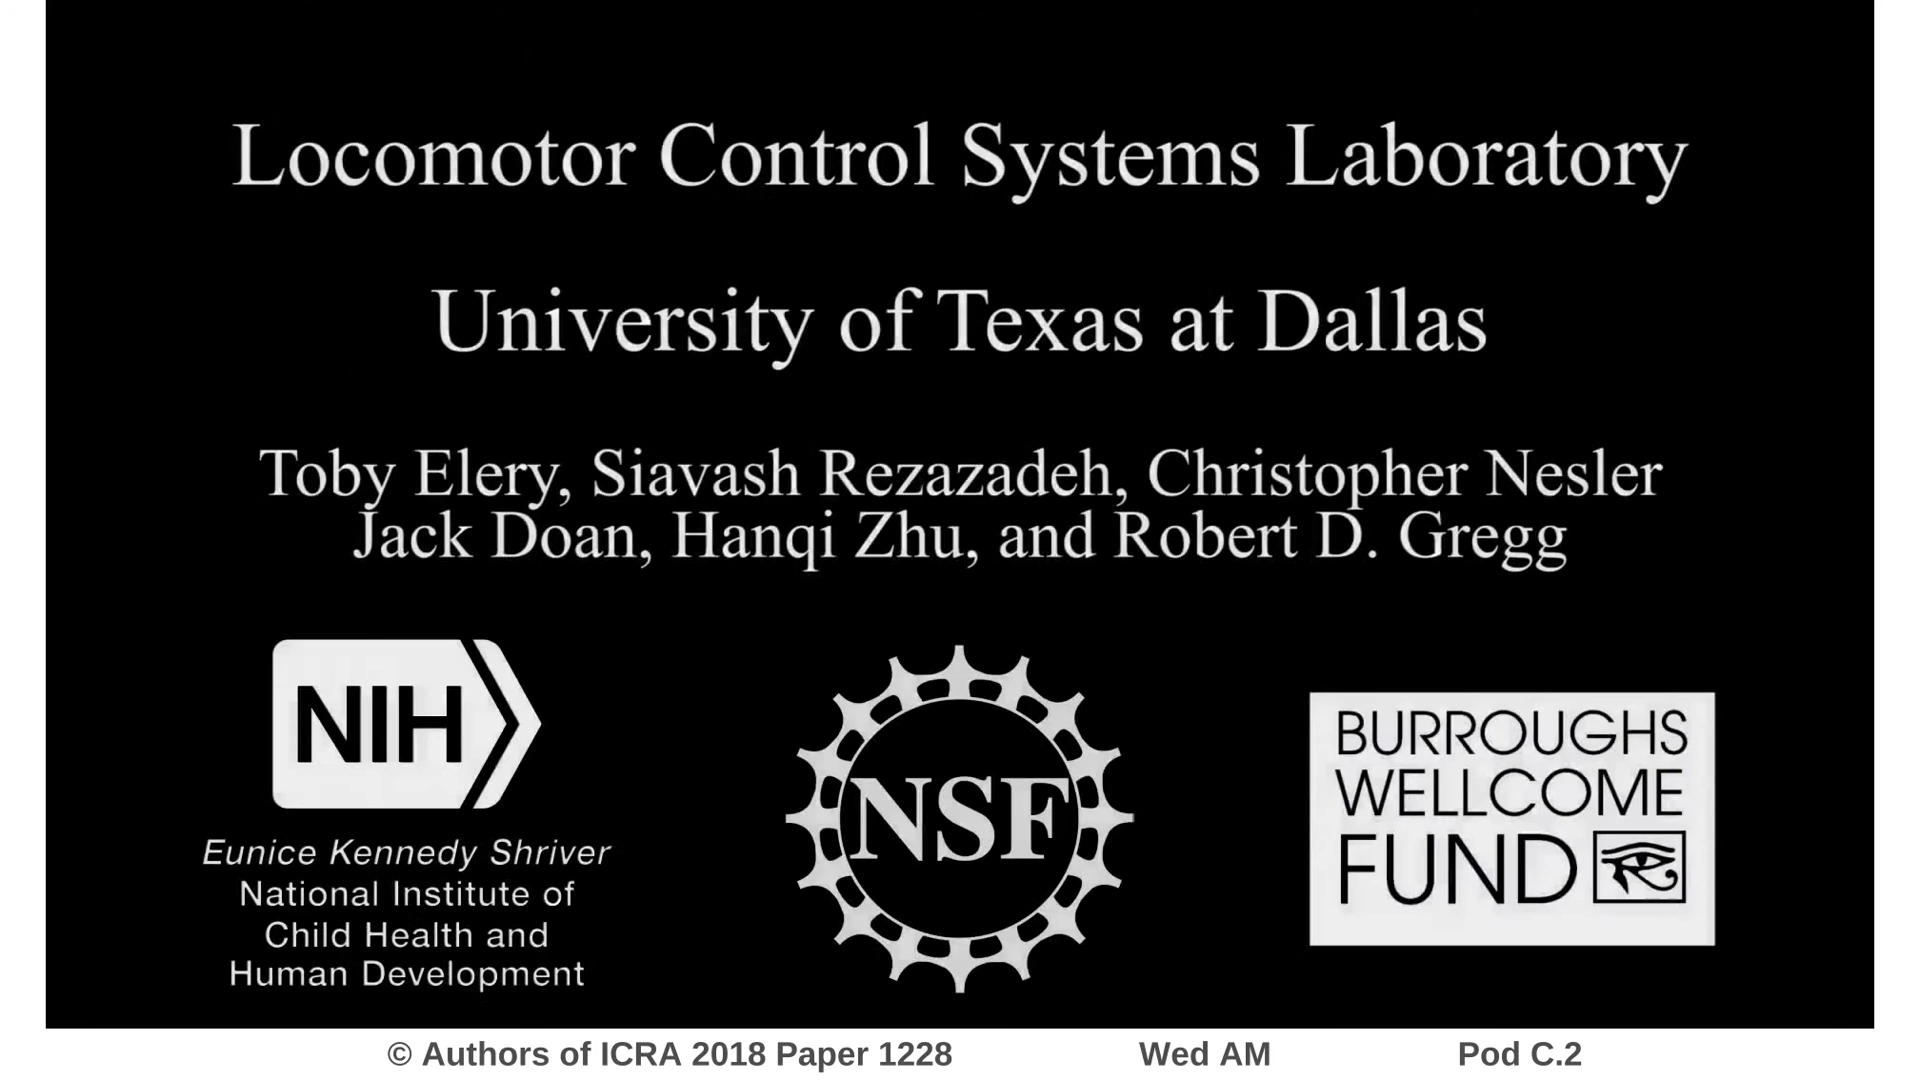 Locomotor Control Systems Laboratory
University of Texas at Dallas
Toby Elery, Siavash Rezazadeh, Christopher Nesler
Jack Doan, Hanqi Zhu, and Robert D. Gregg
NIH
Eunice Kennedy Shriver
National Institute of
Child Health and
Human Development
NSF
BURROUGHS
WELLCOME
FUND
© Authors of ICRA 2018 Paper 1228 Wed AM Pod C.2